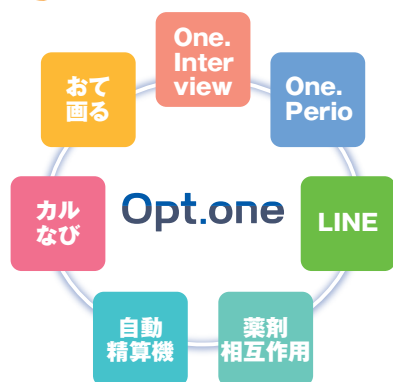 One.
Inter
view
One.
Perio
LINE
薬剤
相互作用
自動
精算機
カル
なび
おて
画る
Opt.one